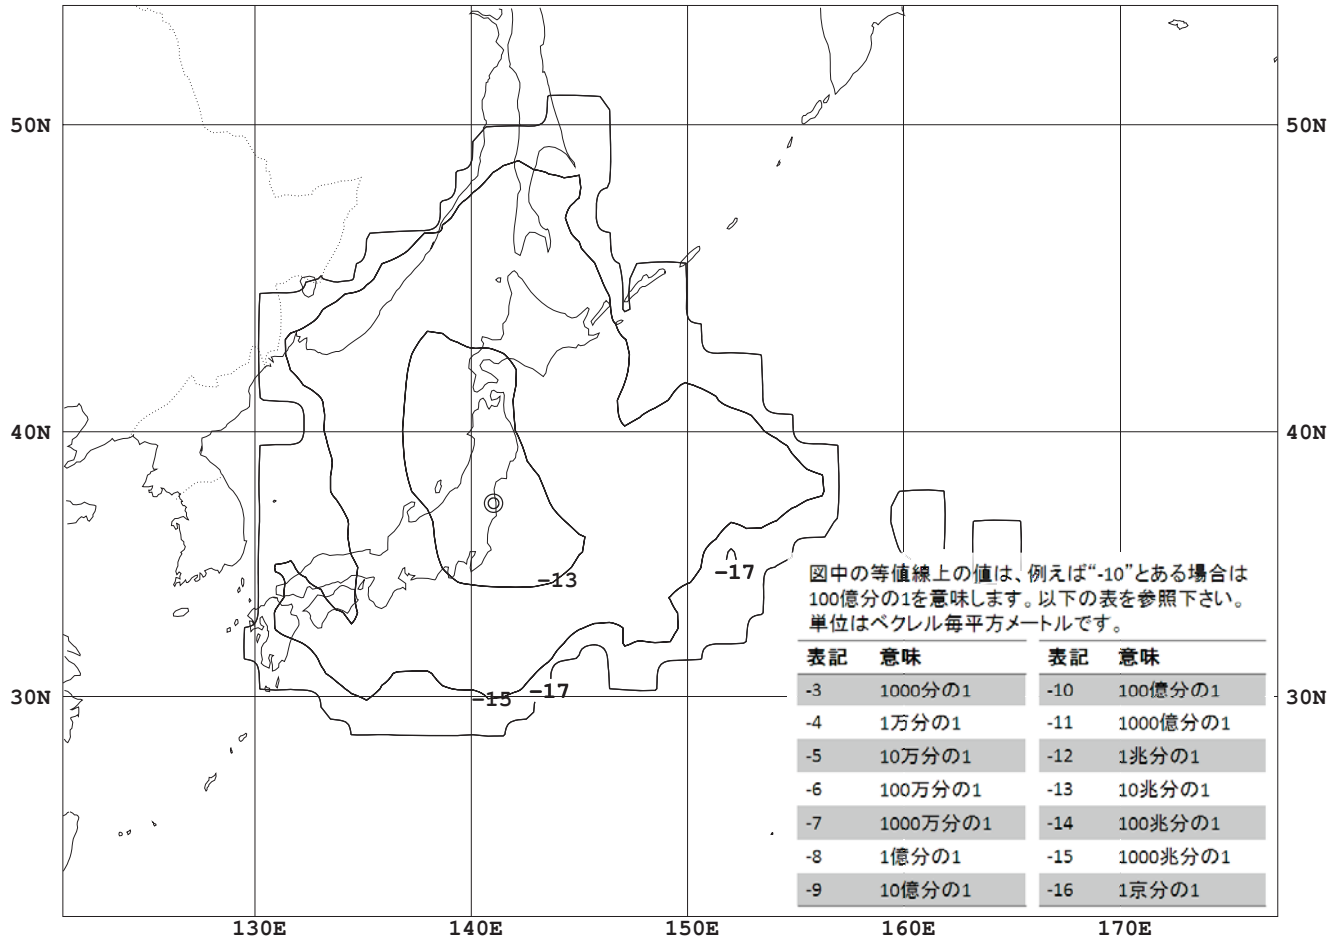 50N 50N
40N 40N
-13
-17
図中の等値線上の値は、例えば“-10”とある場合は
100億分の1を意味します。以下の表を参照下さい。
単位はベクレル毎平方メートルです。
表記 意味 表記 意味
-3 1000分の1 -10 100億分の1
-4 1万分の1 -11 1000億分の1
-5 10万分の1 -12 1兆分の1
-6 100万分の1 -13 10兆分の1
-7 1000万分の1 -14 100兆分の1
-8 1億分の1 -15 1000兆分の1
-9 10億分の1 -16 1京分の1
-15 -17
30N 30N
130E 140E 150E 160E 170E